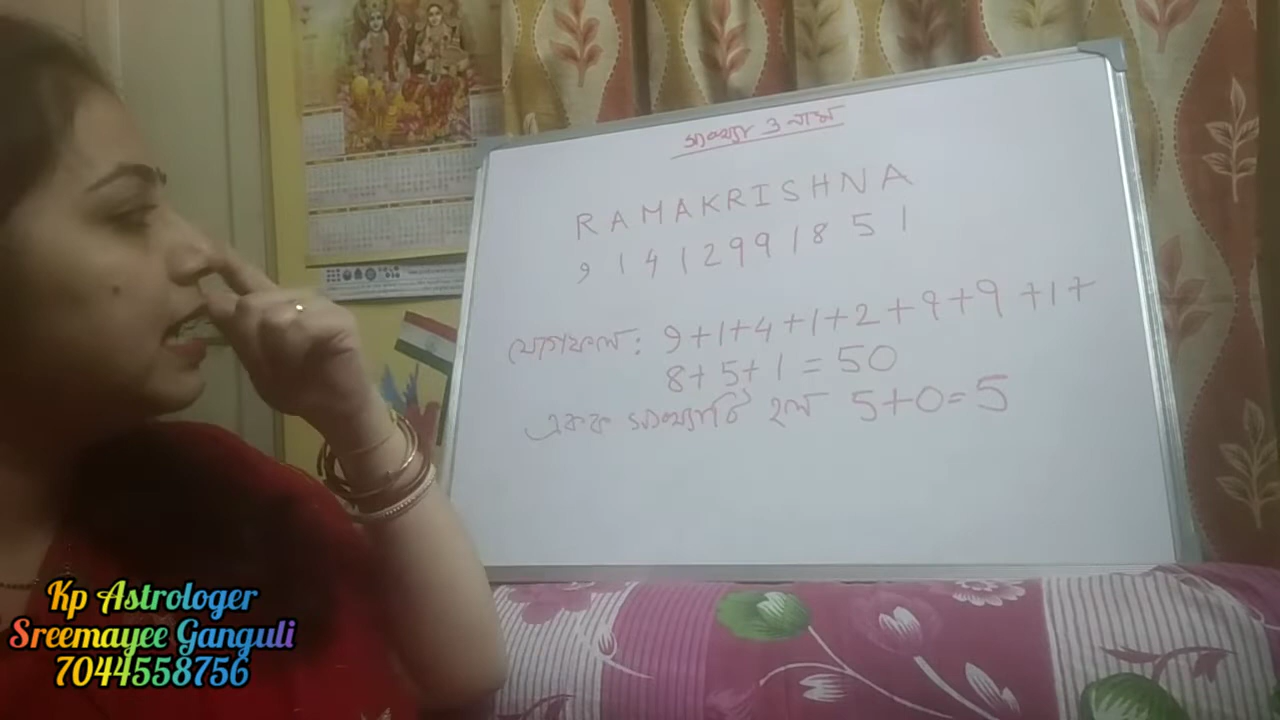 সংখ্যা ও নাম
RAMAKRISHNA
9 1 4 1 2 9 9 1 8 5 1
যোগফল: 9+1+4+1+2+9+9+1+
8+5+1=50
একক সংখ্যাটি হল 5+0=5
Kp Astrologer
Sreemayee Ganguli
7044558756